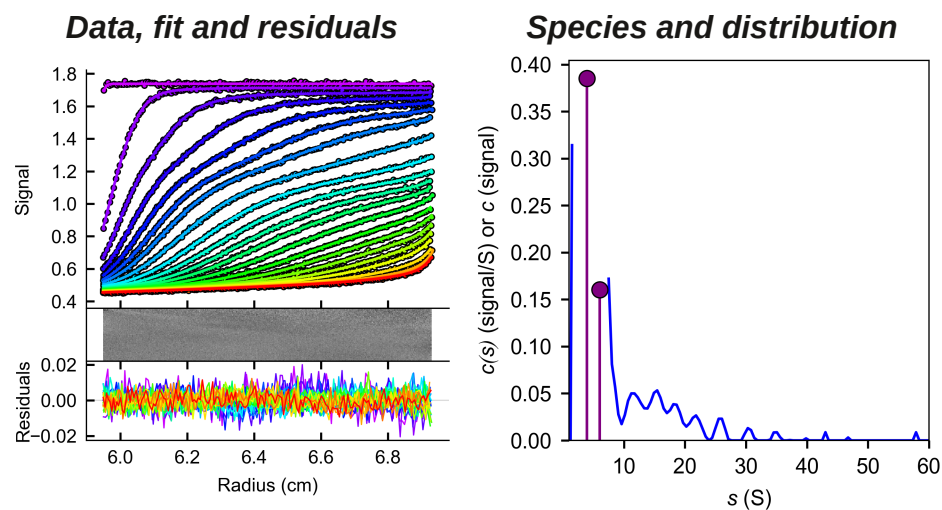 Data, fit and residuals
Signal
1.8
1.6
1.4
1.2
1.0
0.8
0.6
0.4
Residuals
0.02
0.00
−0.02
6.0 6.2 6.4 6.6 6.8
Radius (cm)
Species and distribution
c(s) (signal/S) or c (signal)
0.40
0.35
0.30
0.25
0.20
0.15
0.10
0.05
0.00
10 20 30 40 50 60
s (S)